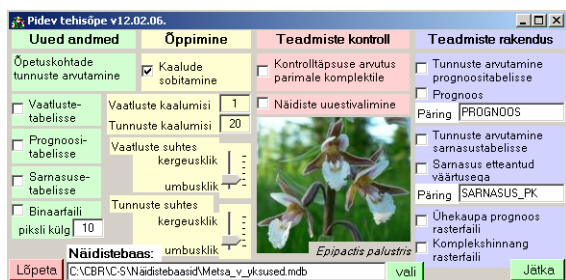 Pidev tehisõpe v12.02.06.
Uued andmed
Õpetuskohtade
tunnuste arvutamine
Vaatluste-
tabelisse
Prognoosi-
tabelisse
Sarnasuse-
tabelisse
Binaarfaili
piksli külg 10
Õppimine
Kaalude
sobitamine
Vaatluste kaalumisi 1
Tunnuste kaalumisi 20
Vaatluste suhtes
kergeusklik
umbusklik
Tunnuste suhtes
kergeusklik
umbusklik
Teadmiste kontroll
Kontrolltäpsuse arvutus
parimale komplektile
Näidiste uuestivalimine
Epipactis palustris
Teadmiste rakendus
Tunnuste arvutamine
prognoositabelisse
Prognoos
Päring PROGNOOS
Tunnuste arvutamine
sarnasustabelisse
Sarnasus etteantud
väärtusega
Päring SARNASUS_PK
Ühekaupa prognoos
rasterfaili
Komplekshinnang
rasterfaili
Näidistebaas:
Lõpeta C:\CBR\C-S\Näidistebaasid\Metsa_v_yksused.mdb vali Jätka